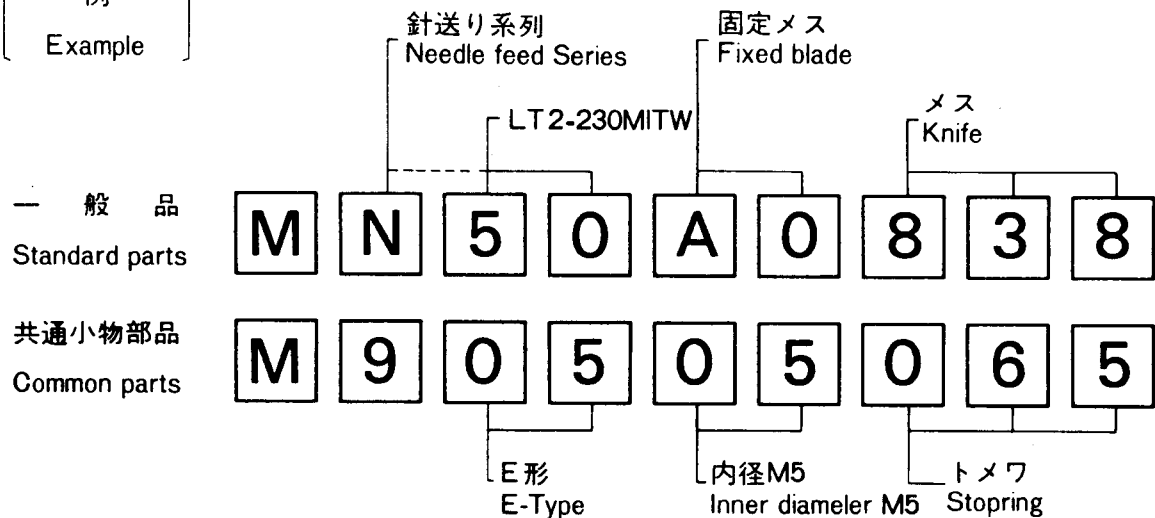 例
Example
針送り系列
Needle feed Series
固定メス
Fixed blade
LT2-230MITW
メス
Knife
一般品
Standard parts
M N 5 0 A 0 8 3 8
共通小物部品
Common parts
M 9 0 5 0 5 0 6 5
E形
E-Type
内径M5
Inner diameler M5
トメワ
Stopring